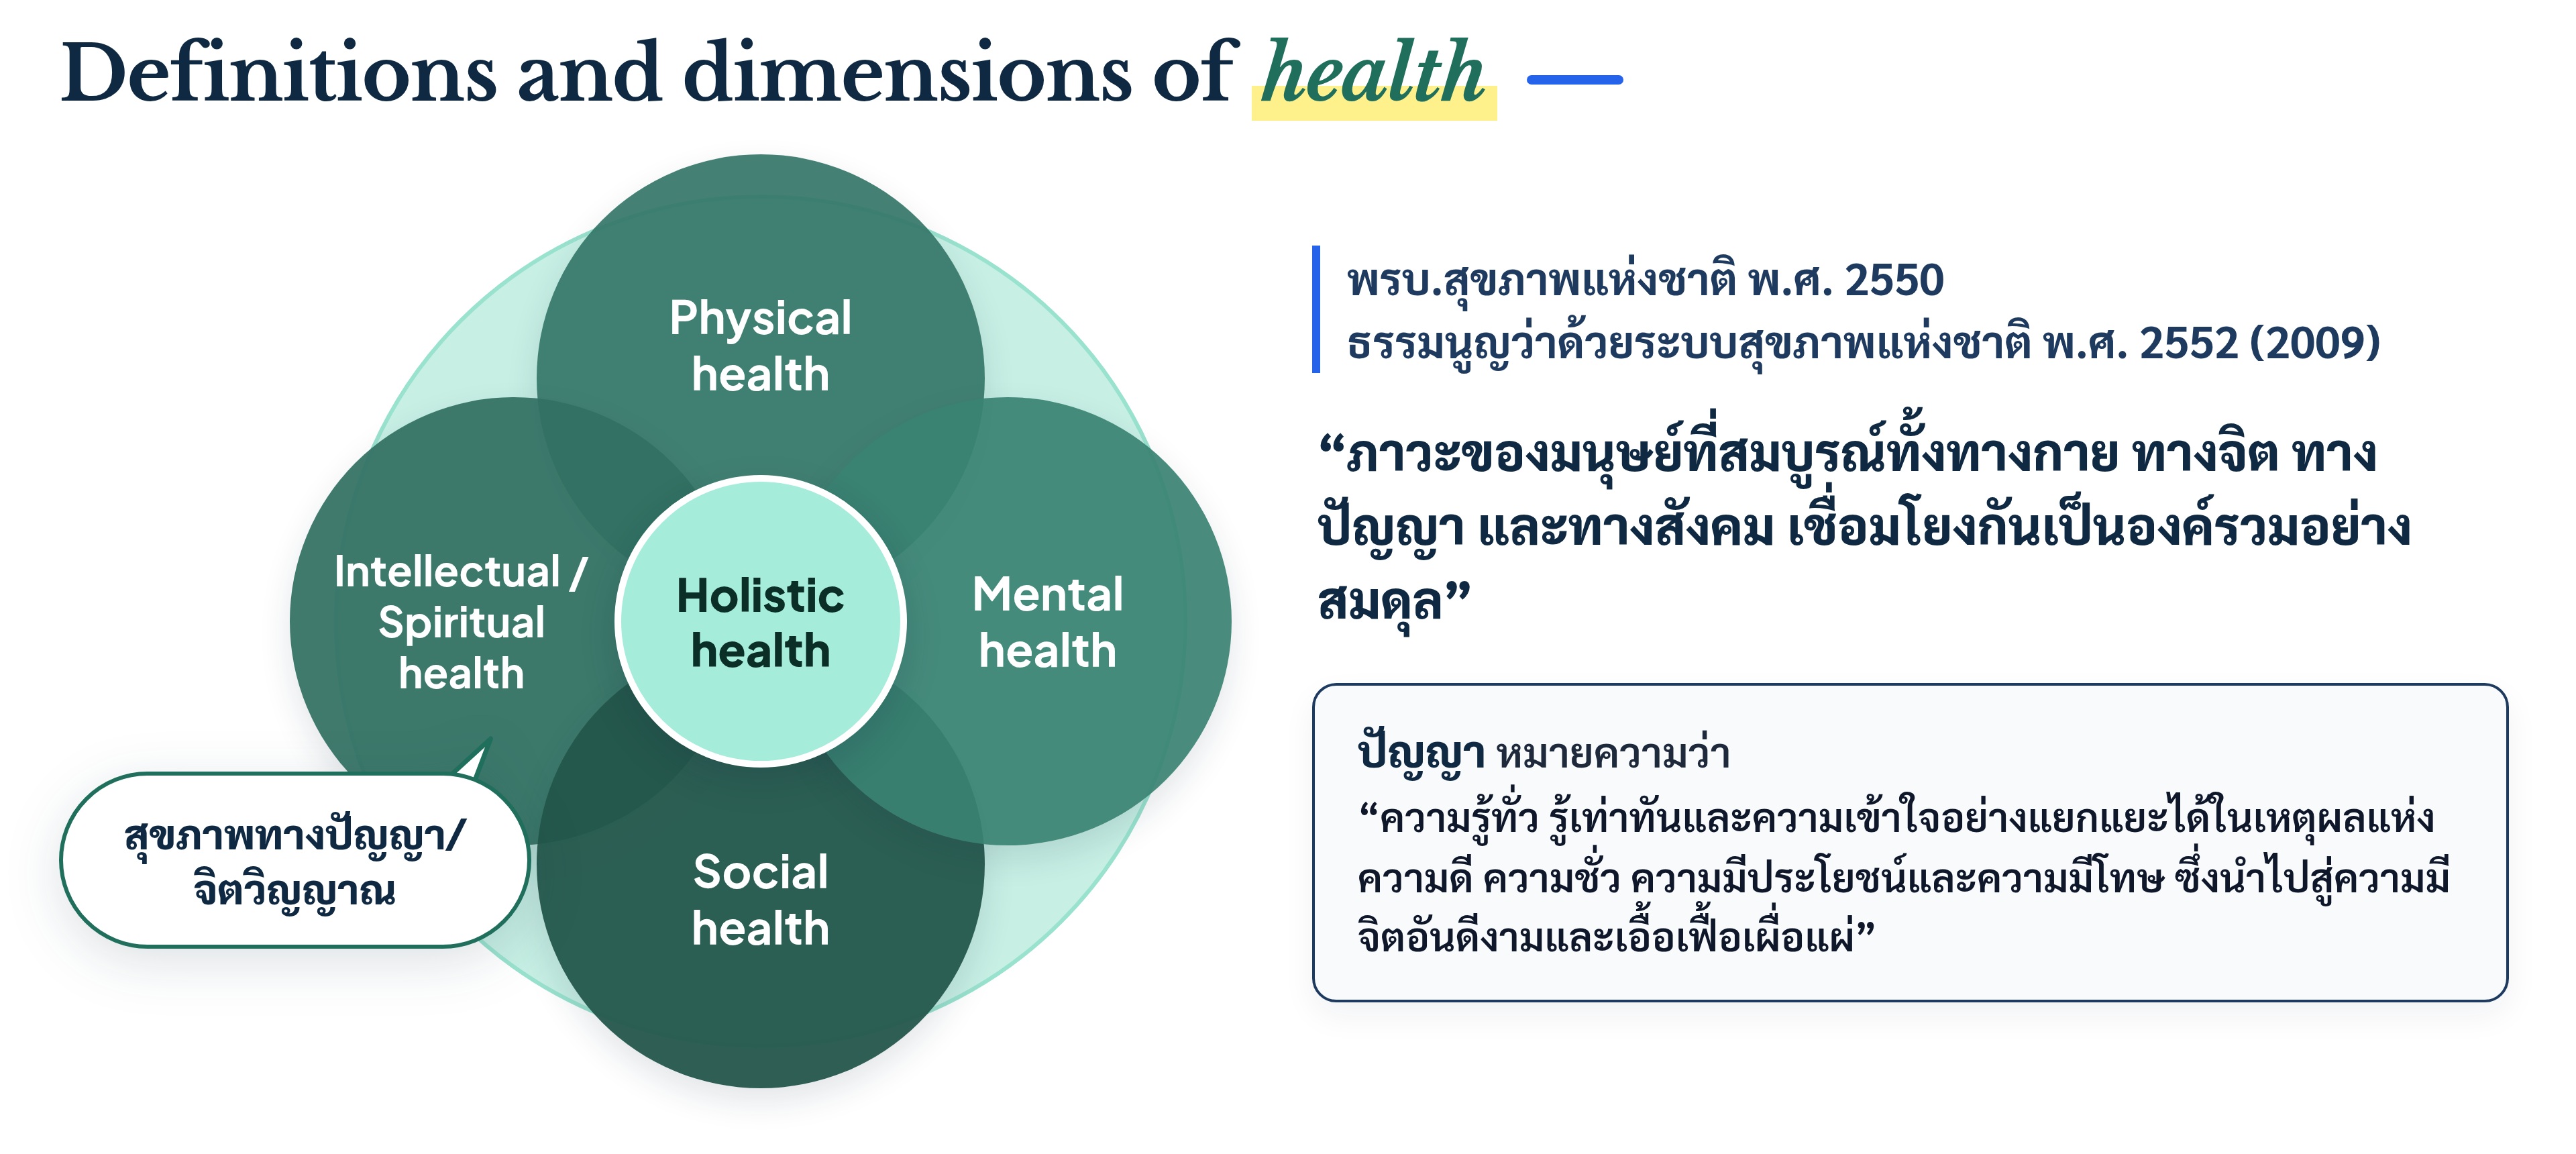 Definitions and dimensions of health
Physical
health
Intellectual /
Spiritual
health
Holistic
health
Mental
health
Social
health
สุขภาพทางปัญญา/
จิตวิญญาณ
พรบ.สุขภาพแห่งชาติ พ.ศ. 2550
ธรรมนูญว่าด้วยระบบสุขภาพแห่งชาติ พ.ศ. 2552 (2009)
“ภาวะของมนุษย์ที่สมบูรณ์ทั้งทางกาย ทางจิต ทาง
ปัญญา และทางสังคม เชื่อมโยงกันเป็นองค์รวมอย่าง
สมดุล”
ปัญญา หมายความว่า
“ความรู้ทั่ว รู้เท่าทันและความเข้าใจอย่างแยกแยะได้ในเหตุผลแห่ง
ความดี ความชั่ว ความมีประโยชน์และความมีโทษ ซึ่งนำไปสู่ความมี
จิตอันดีงามและเอื้อเฟื้อเผื่อแผ่”